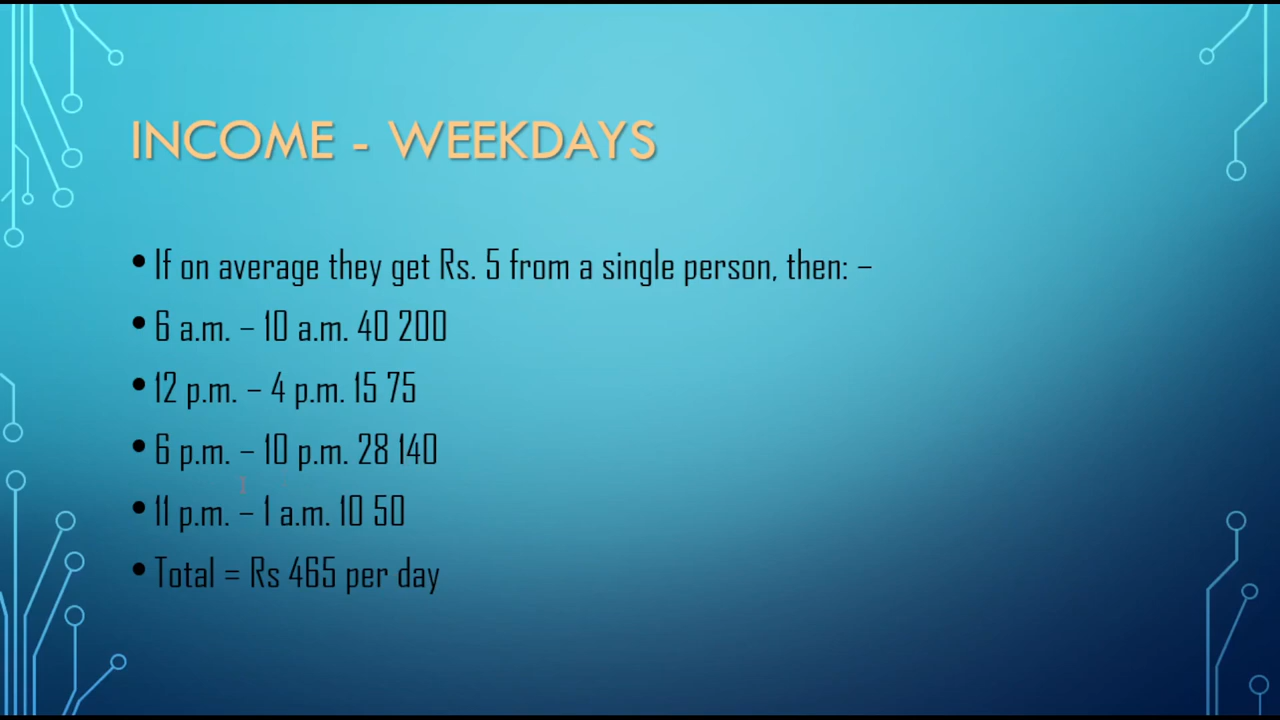 INCOME - WEEKDAYS
• If on average they get Rs. 5 from a single person, then: –
• 6 a.m. – 10 a.m. 40 200
• 12 p.m. – 4 p.m. 15 75
• 6 p.m. – 10 p.m. 28 140
• 11 p.m. – 1 a.m. 10 50
• Total = Rs 465 per day